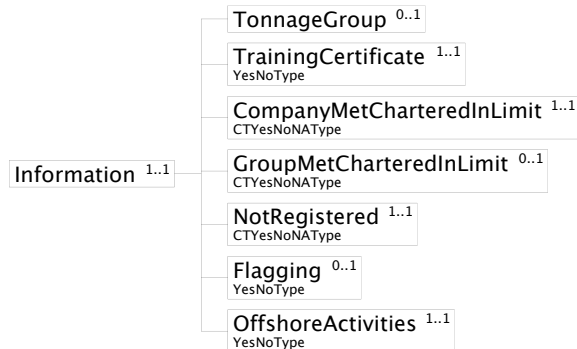 TonnageGroup 0..1
TrainingCertificate 1..1
YesNoType
CompanyMetCharteredInLimit 1..1
CTYesNoNAType
Information 1..1
GroupMetCharteredInLimit 0..1
CTYesNoNAType
NotRegistered 1..1
CTYesNoNAType
Flagging 0..1
YesNoType
OffshoreActivities 1..1
YesNoType